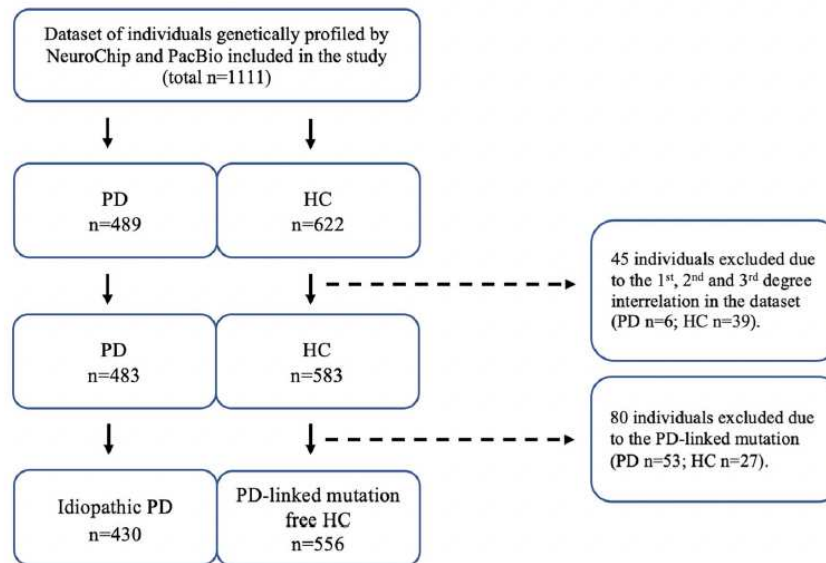 Dataset of individuals genetically profiled by
NeuroChip and PacBio included in the study
(total n=1111)
PD
n=489
HC
n=622
45 individuals excluded due
to the 1st, 2nd and 3rd degree
interrelation in the dataset
(PD n=6; HC n=39).
PD
n=483
HC
n=583
80 individuals excluded due
to the PD-linked mutation
(PD n=53; HC n=27).
Idiopathic PD
n=430
PD-linked mutation
free HC
n=556